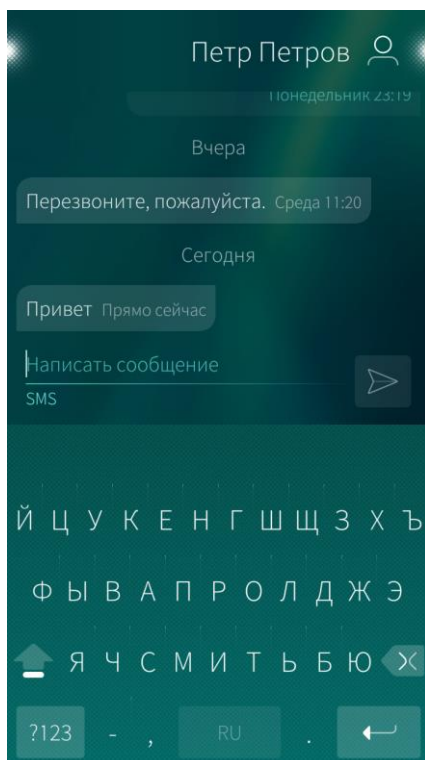 Петр Петров
Понедельник 23:19
Вчера
Перезвоните, пожалуйста. Среда 11:20
Сегодня
Привет Прямо сейчас
Написать сообщение
SMS
Й Ц У К Е Н Г Ш Щ З Х Ъ
Ф Ы В А П Р О Л Д Ж Э
Я Ч С М И Т Ь Б Ю
?123 - , RU .